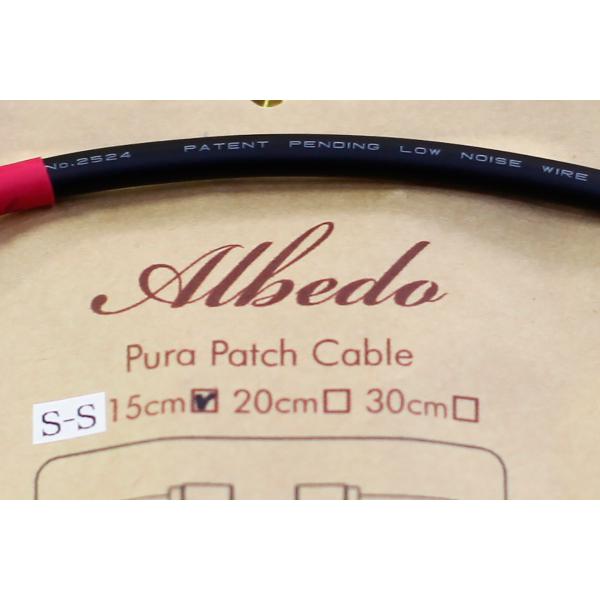 No.2524 PATENT PENDING LOW NOISE WIRE
Albedo
Pura Patch Cable
S-S 15cm 20cm 30cm